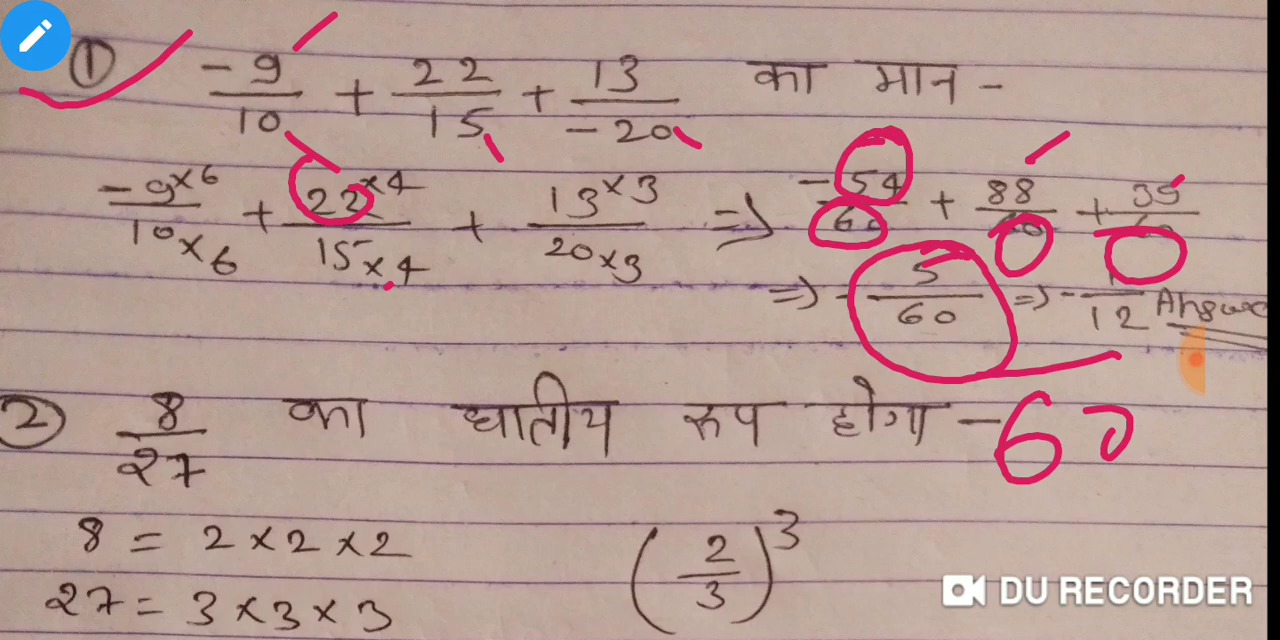 ① -9/10 + 22/15 + 13/-20 का मान -
-9×6/10×6 + 22×4/15×4 + 13×3/20×3 ⇒ -54/60 + 88/60 + 39/60
⇒ -5/60 ⇒ -1/12 Answer
② 8/27 का घातीय रूप होगा - 60
8 = 2×2×2 (2/3)^3
27 = 3×3×3
DU RECORDER